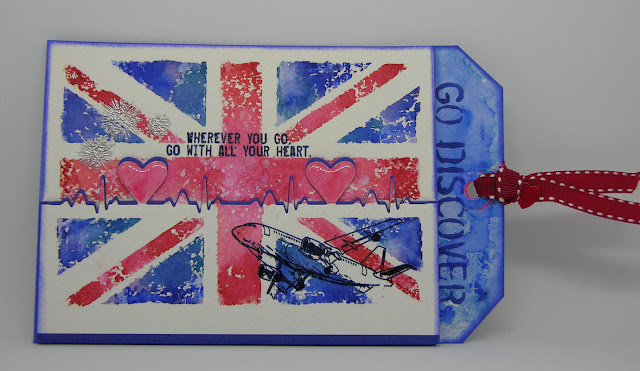 WHEREVER YOU GO,
GO WITH ALL YOUR HEART.
GO DISCOVER